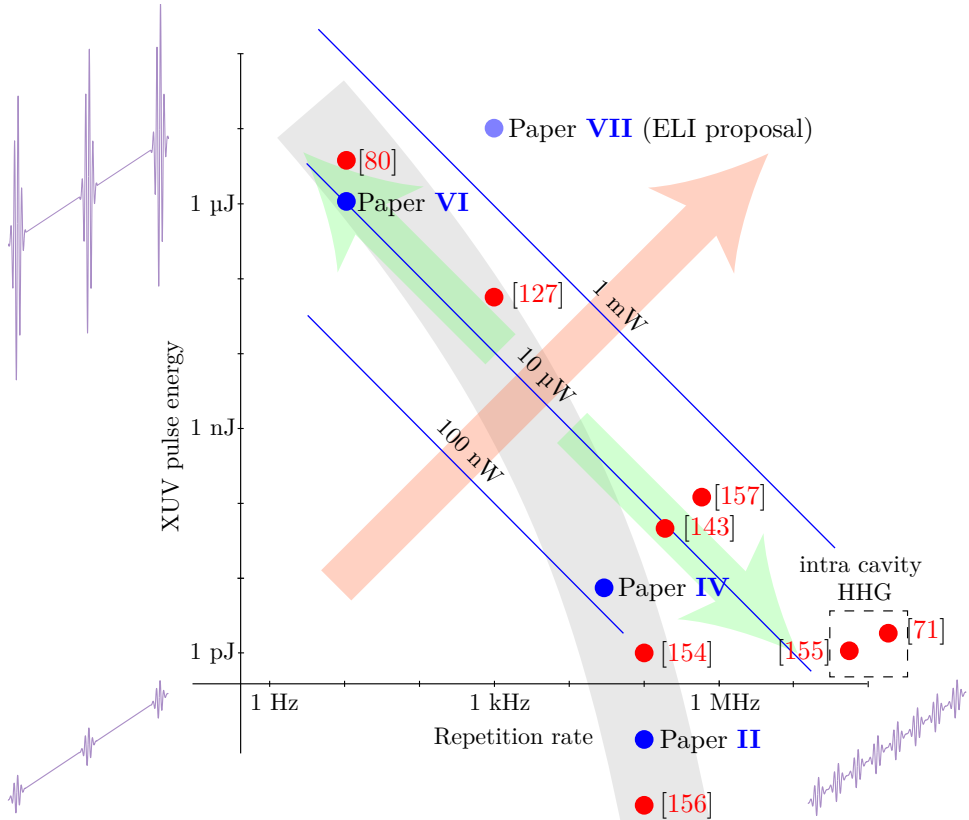 Paper VII (ELI proposal)
[80]
Paper VI
1 µJ
[127]
1 mW
10 µW
100 nW
1 nJ
XUV pulse energy
[157]
[143]
intra cavity
HHG
Paper IV
[71]
[155]
[154]
1 pJ
1 Hz
1 kHz
1 MHz
Repetition rate
Paper II
[156]